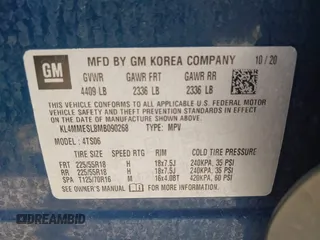 GM
MFD BY GM KOREA COMPANY
10/20
GVWR GAWR FRT GAWR RR
4409 LB 2336 LB 2336 LB
THIS VEHICLE CONFORMS TO ALL APPLICABLE U.S. FEDERAL MOTOR
VEHICLE SAFETY AND THEFT PREVENTION STANDARDS IN EFFECT ON THE
DATE OF MANUFACTURE SHOWN ABOVE.
KL4MMESLBMB090268 TYPE: MPV
MODEL: 4TS06
TIRE SIZE SPEED RTG RIM COLD TIRE PRESSURE
FRT 225/55R18 H 18x7.5J 240KPA, 35 PSI
RR 225/55R18 H 18x7.5J 240KPA, 35 PSI
SPA T125/70R16 M 16x4.0BT 420KPA, 60 PSI
SEE OWNER'S MANUAL FOR ADDITIONAL INFORMATION.
DREAMBID